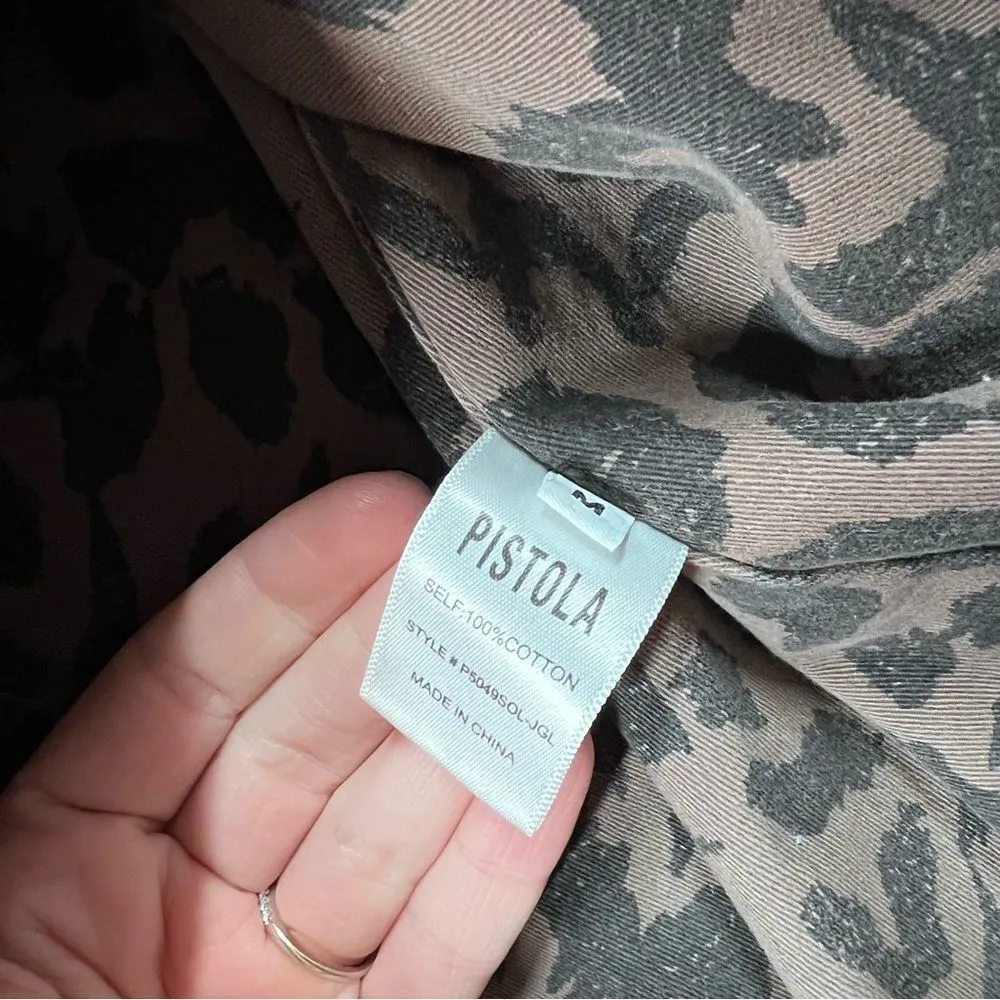 M
PISTOLA
SELF:100%COTTON
STYLE # P5049SOL-JGL
MADE IN CHINA